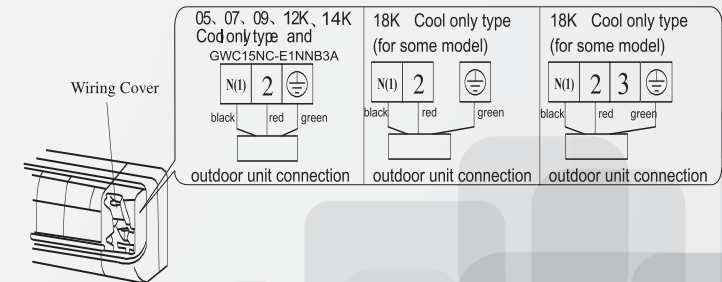 05、07、09、12K、14K
Cool only type and
GWC15NC-E1NNB3A
N(1) 2
black red green
outdoor unit connection
18K Cool only type
(for some model)
N(1) 2
black red green
outdoor unit connection
18K Cool only type
(for some model)
N(1) 2 3
black red green
outdoor unit connection
Wiring Cover